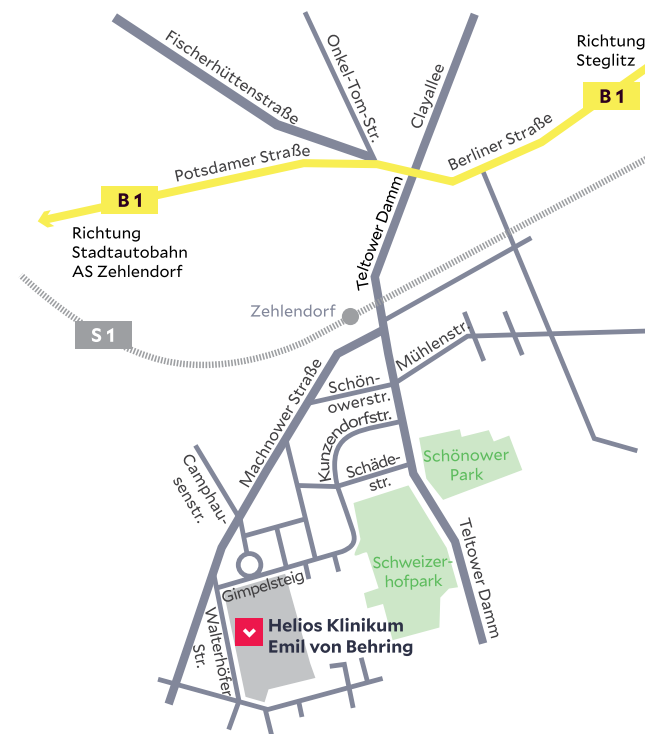 Richtung
Steglitz
B 1
Fischerhüttenstraße
Onkel-Tom-Str.
Clayallee
Berliner Straße
Potsdamer Straße
B 1
Richtung
Stadtautobahn
AS Zehlendorf
Teltower Damm
Zehlendorf
S 1
Mühlenstr.
Machnower Straße
Schön-
owerstr.
Kunzendorfstr.
Schäde-
str.
Schönower
Park
Camphau-
senstr.
Schweizer-
hofpark
Teltower Damm
Gimpelsteig
Walterhöfer
Str.
Helios Klinikum
Emil von Behring